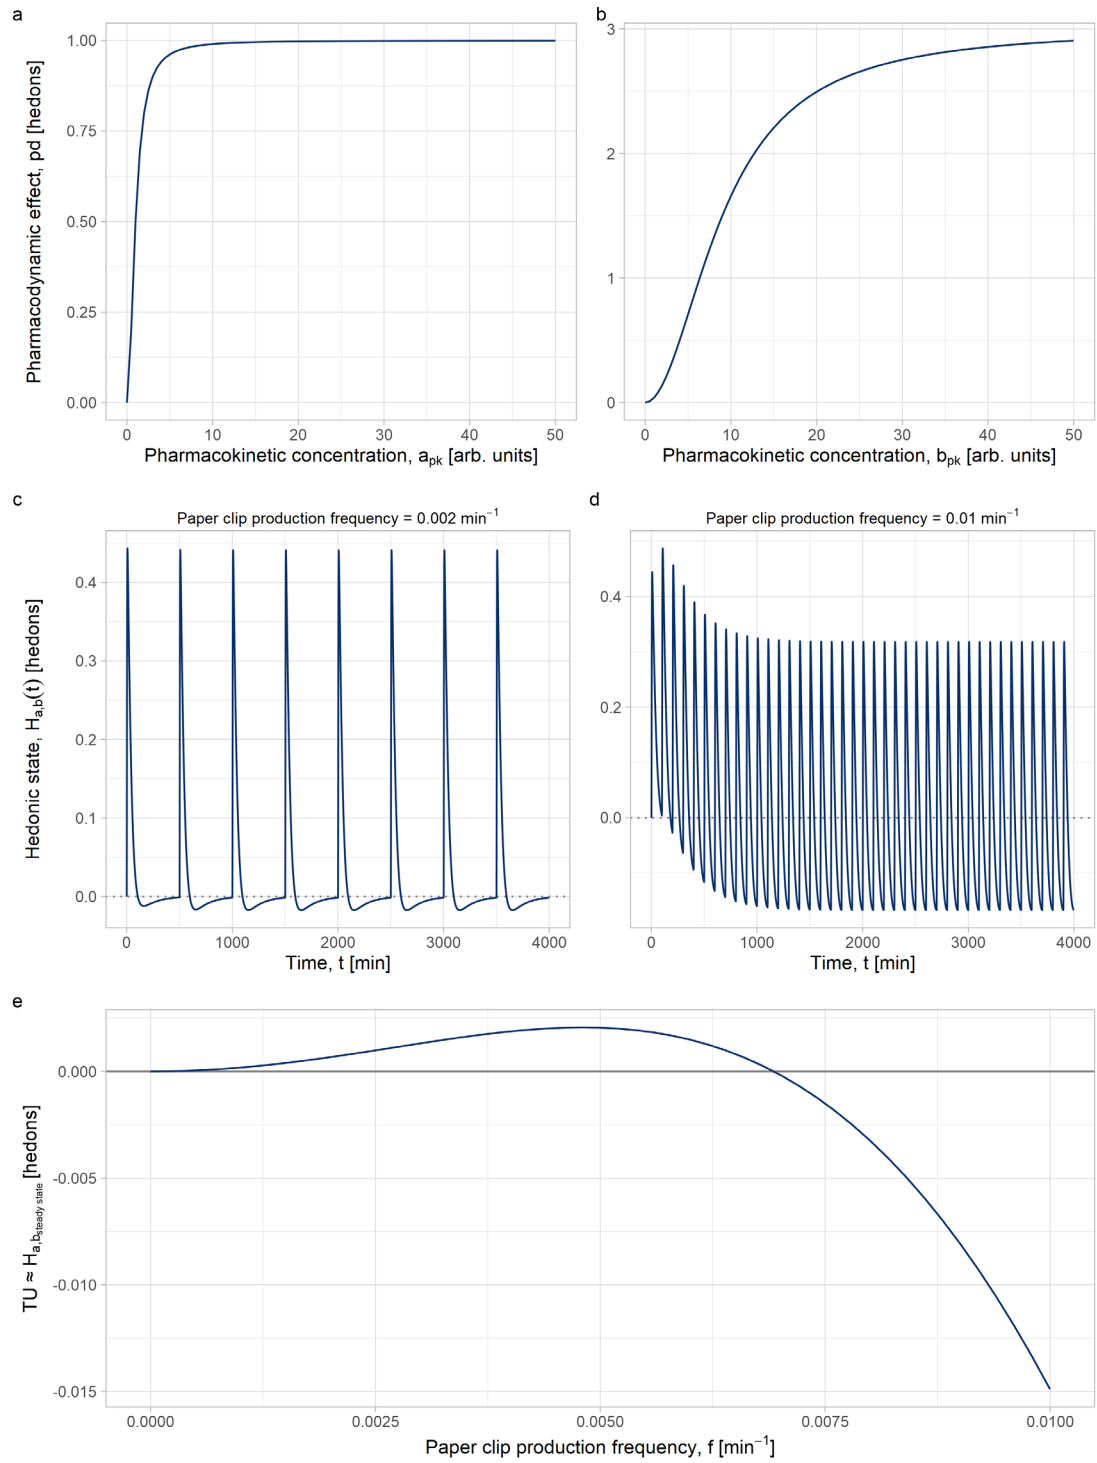 a
b
Pharmacodynamic effect, pd [hedons]
1.00
0.75
0.50
0.25
0.00
0 10 20 30 40 50
Pharmacokinetic concentration, a_pk [arb. units]
3
2
1
0
0 10 20 30 40 50
Pharmacokinetic concentration, b_pk [arb. units]
c
d
Paper clip production frequency = 0.002 min⁻¹
Hedonic state, H_a,b(t) [hedons]
0.4
0.3
0.2
0.1
0.0
0 1000 2000 3000 4000
Time, t [min]
Paper clip production frequency = 0.01 min⁻¹
0.4
0.2
0.0
0 1000 2000 3000 4000
Time, t [min]
e
TU ≈ H_a,b_steady state [hedons]
0.000
-0.005
-0.010
-0.015
0.0000 0.0025 0.0050 0.0075 0.0100
Paper clip production frequency, f [min⁻¹]